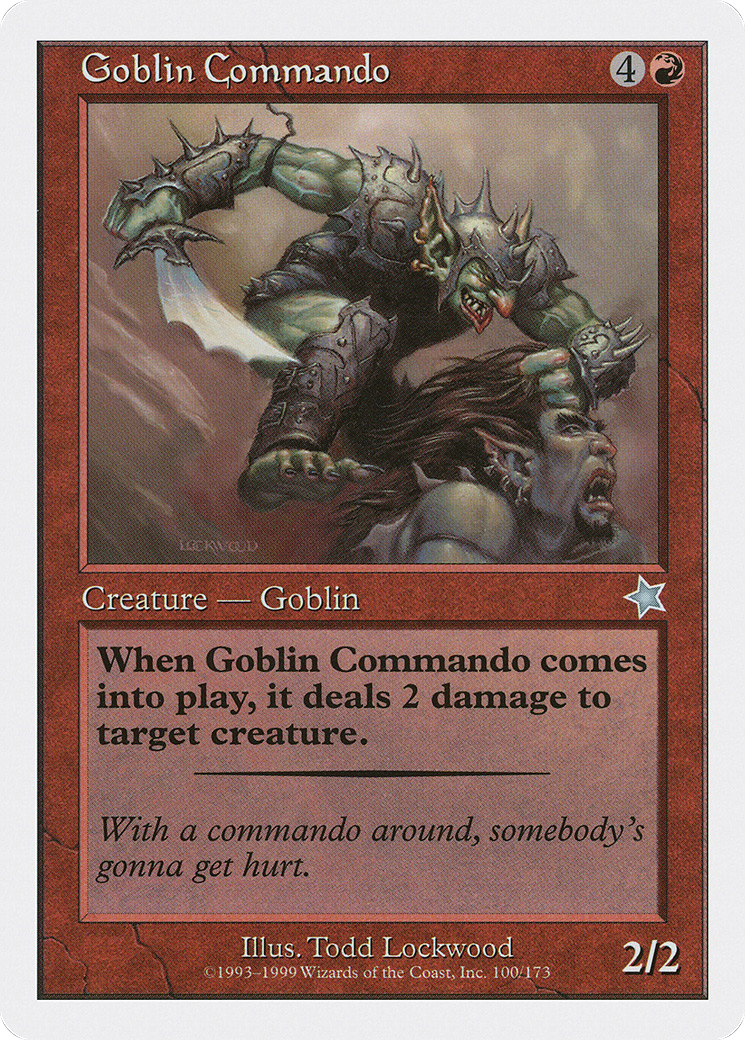 Goblin Commando
4
LOCKWOOD
Creature — Goblin
When Goblin Commando comes
into play, it deals 2 damage to
target creature.
With a commando around, somebody's
gonna get hurt.
Illus. Todd Lockwood
©1993–1999 Wizards of the Coast, Inc. 100/173
2/2